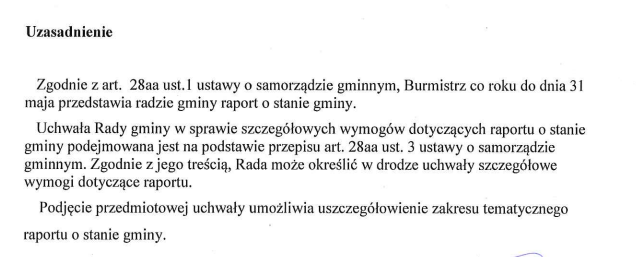 Uzasadnienie
Zgodnie z art. 28aa ust.1 ustawy o samorządzie gminnym, Burmistrz co roku do dnia 31
maja przedstawia radzie gminy raport o stanie gminy.
Uchwała Rady gminy w sprawie szczegółowych wymogów dotyczących raportu o stanie
gminy podejmowana jest na podstawie przepisu art. 28aa ust. 3 ustawy o samorządzie
gminnym. Zgodnie z jego treścią, Rada może określić w drodze uchwały szczegółowe
wymogi dotyczące raportu.
Podjęcie przedmiotowej uchwały umożliwia uszczegółowienie zakresu tematycznego
raportu o stanie gminy.